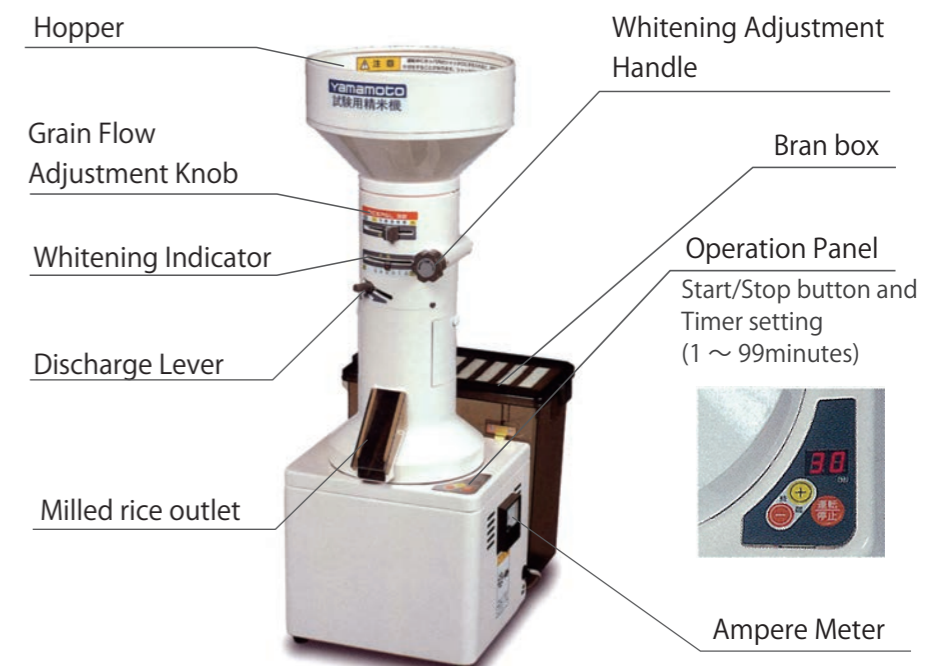 Hopper
Whitening Adjustment
Handle
注意
Yamamoto
試験用精米機
Grain Flow
Adjustment Knob
Bran box
Whitening Indicator
Operation Panel
Start/Stop button and
Timer setting
(1 ～ 99minutes)
Discharge Lever
30
運転
停止
Milled rice outlet
Ampere Meter